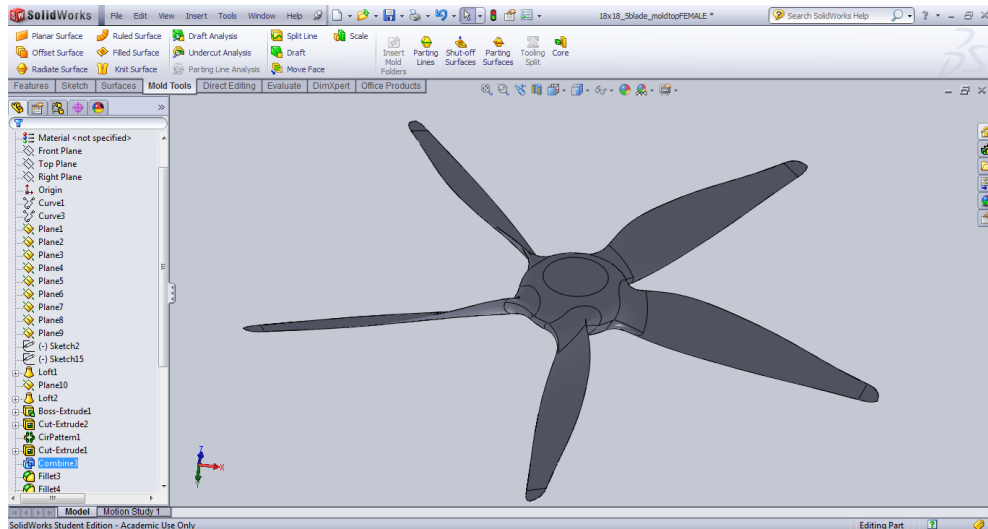 SolidWorks File Edit View Insert Tools Window Help 18x18_5blade_moldtopFEMALE * Search SolidWorks Help
Planar Surface Ruled Surface Draft Analysis Split Line Scale
Offset Surface Filled Surface Undercut Analysis Draft
Radiate Surface Knit Surface Parting Line Analysis Move Face
Insert Mold Folders
Parting Lines
Shut-off Surfaces
Parting Surfaces
Tooling Split
Core
Features Sketch Surfaces Mold Tools Direct Editing Evaluate DimXpert Office Products
Material <not specified>
Front Plane
Top Plane
Right Plane
Origin
Curve1
Curve3
Plane1
Plane2
Plane3
Plane4
Plane5
Plane6
Plane7
Plane8
Plane9
(-) Sketch2
(-) Sketch15
Loft1
Plane10
Loft2
Boss-Extrude1
Cut-Extrude2
CirPattern1
Cut-Extrude1
Combine3
Fillet3
Fillet4
Z
X
Y
Model Motion Study 1
SolidWorks Student Edition - Academic Use Only Editing Part